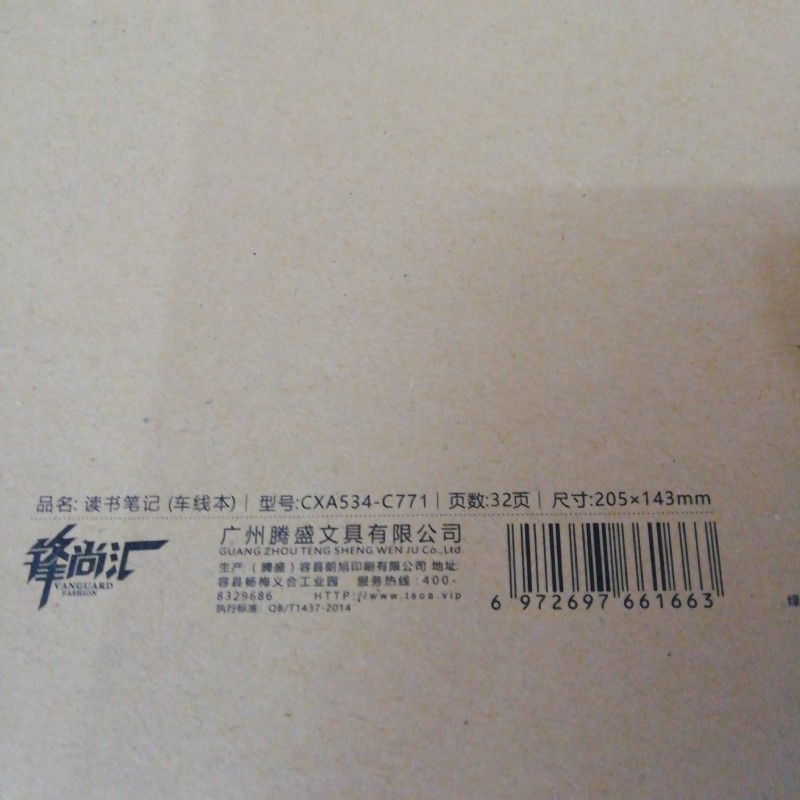 品名: 读书笔记 (车线本) | 型号:CXA534-C771 | 页数:32页 | 尺寸:205×143mm
锋尚汇
VANGUARD
FASHION
广州腾盛文具有限公司
GUANG ZHOU TENG SHENG WEN JU Co.,Ltd.
生产: (腾盛) 容县朗旭印刷有限公司 地址:
容县杨梅义合工业园 服务热线:400-
8329686 HTTP://www.tsoa.vip
执行标准: QB/T1437-2014
6 972697 661663